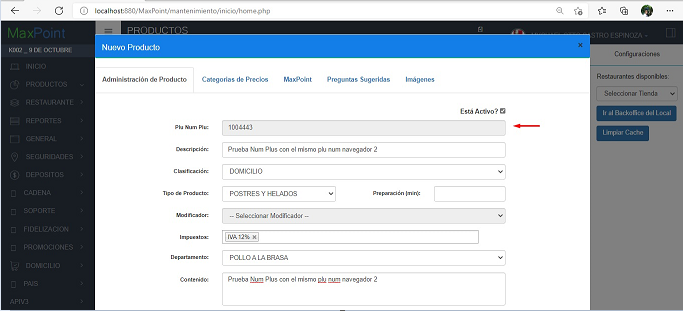 localhost:880/MaxPoint/mantenimiento/inicio/home.php
MaxPoint
PRODUCTOS
CASTRO ESPINOZA
K002 _ 9 DE OCTUBRE
INICIO
PRODUCTOS
RESTAURANTE
REPORTES
GENERAL
SEGURIDADES
DEPOSITOS
CADENA
SOPORTE
FIDELIZACION
PROMOCIONES
DOMICILIO
PAIS
APIV3
Nuevo Producto
×
Administración de Producto
Categorias de Precios
MaxPoint
Preguntas Sugeridas
Imágenes
Está Activo?
Plu Num Plu: 1004443
Descripción: Prueba Num Plus con el mismo plu num navegador 2
Clasificación: DOMICILIO
Tipo de Producto: POSTRES Y HELADOS Preparación (min):
Modificador: -- Seleccionar Modificador --
Impuestos: IVA 12% ×
Departamento: POLLO A LA BRASA
Contenido: Prueba Num Plus con el mismo plu num navegador 2
Configuraciones
Restaurantes disponibles:
Seleccionar Tienda
Ir al Backoffice del Local
Limpiar Cache